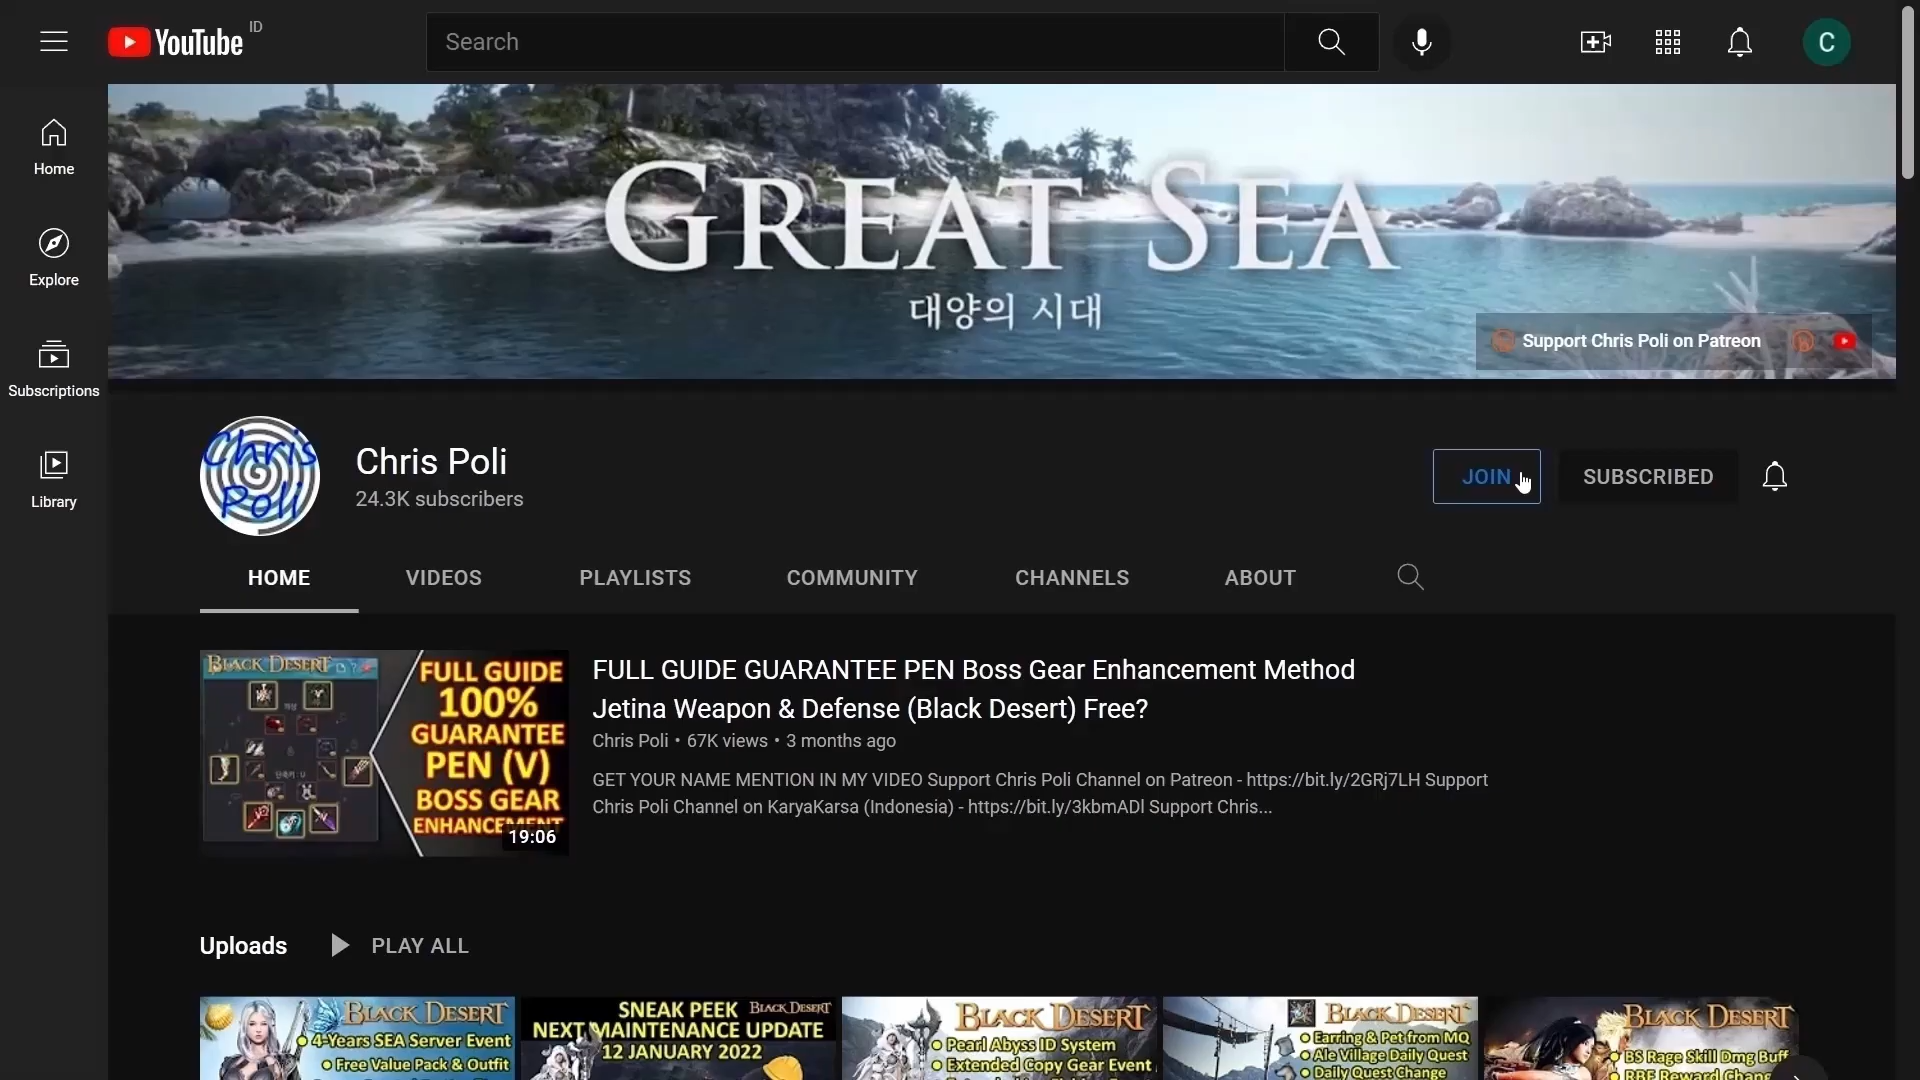 YouTube ID
Search
C
Home
Explore
Subscriptions
Library
GREAT SEA
대양의 시대
Support Chris Poli on Patreon
Chris Poli
Chris Poli
24.3K subscribers
JOIN
SUBSCRIBED
HOME VIDEOS PLAYLISTS COMMUNITY CHANNELS ABOUT
BLACK DESERT
FULL GUIDE
100%
GUARANTEE
PEN (V)
BOSS GEAR
ENHANCEMENT
19:06
FULL GUIDE GUARANTEE PEN Boss Gear Enhancement Method
Jetina Weapon & Defense (Black Desert) Free?
Chris Poli • 67K views • 3 months ago
GET YOUR NAME MENTION IN MY VIDEO Support Chris Poli Channel on Patreon - https://bit.ly/2GRj7LH Support
Chris Poli Channel on KaryaKarsa (Indonesia) - https://bit.ly/3kbmADl Support Chris...
Uploads PLAY ALL
BLACK DESERT
4-Years SEA Server Event
Free Value Pack & Outfit
SNEAK PEEK BLACK DESERT
NEXT MAINTENANCE UPDATE
12 JANUARY 2022
BLACK DESERT
Pearl Abyss ID System
Extended Copy Gear Event
BLACK DESERT
Earring & Pet from MQ
Ale Village Daily Quest
Daily Quest Change
BLACK DESERT
BS Rage Skill Dmg Buff
RBF Reward Change